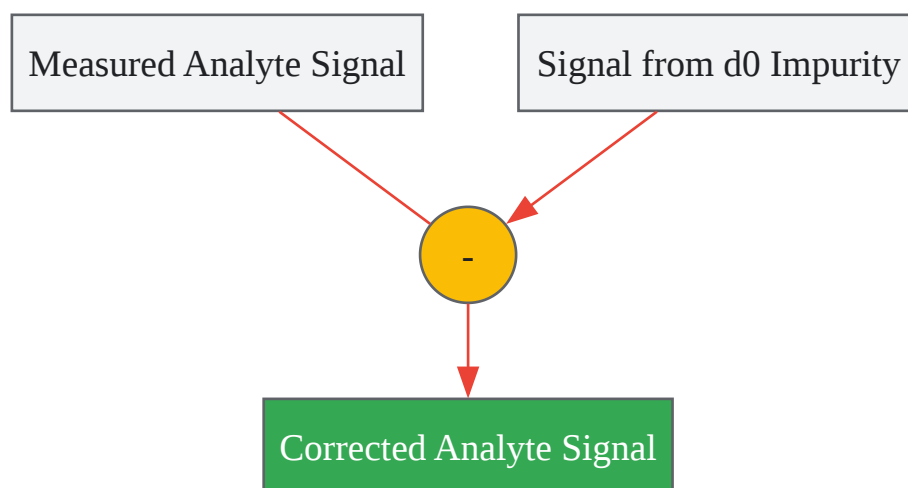 Measured Analyte Signal
Signal from d0 Impurity
-
Corrected Analyte Signal